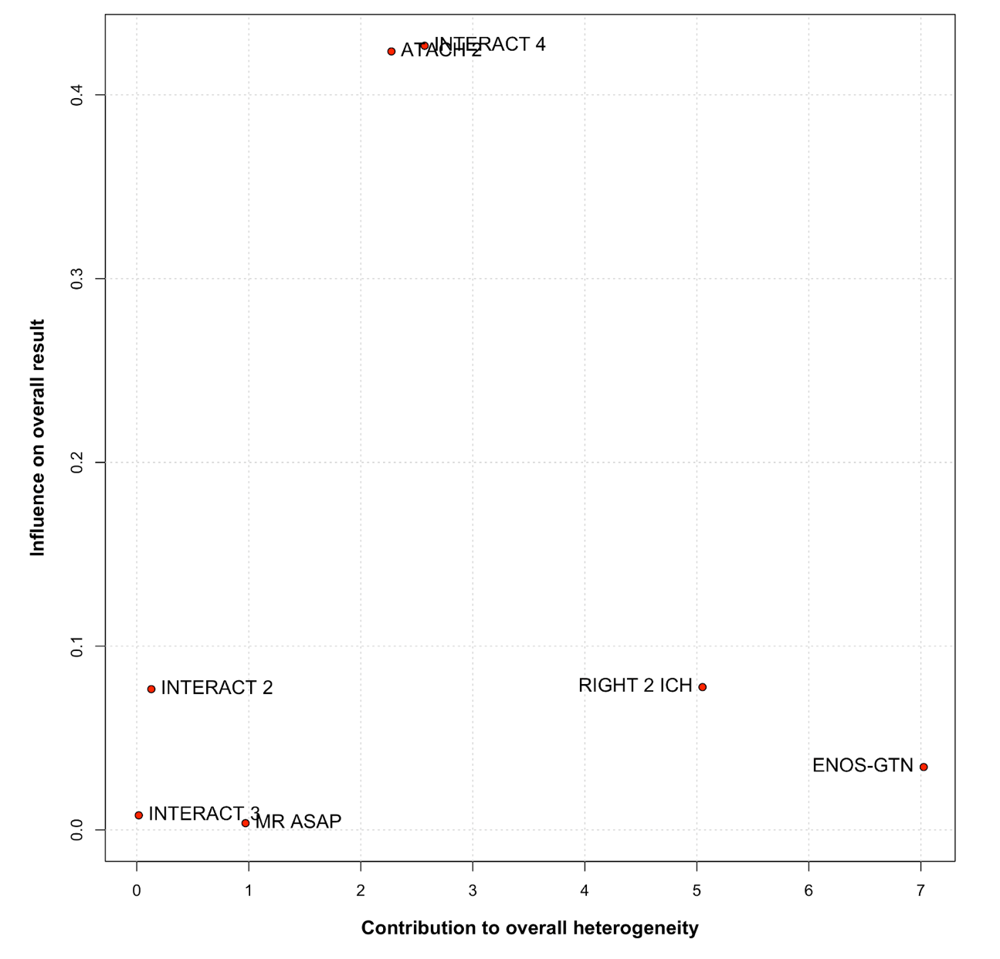 INTERACT 4
ATACH 2
0.4
0.3
Influence on overall result
0.2
0.1
INTERACT 2
RIGHT 2 ICH
ENOS-GTN
INTERACT 3
MR ASAP
0.0
0 1 2 3 4 5 6 7
Contribution to overall heterogeneity